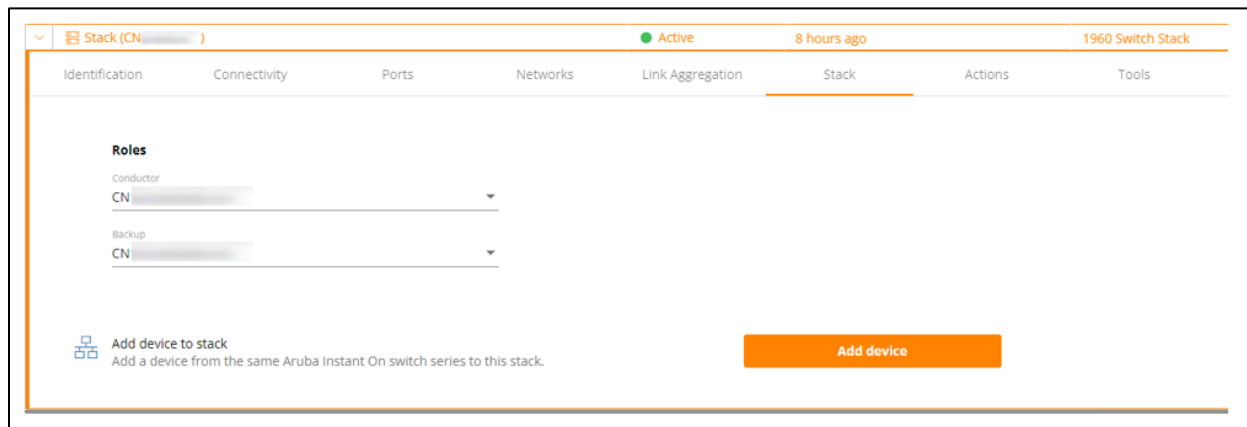 Stack (CN )
Active
8 hours ago
1960 Switch Stack
Identification Connectivity Ports Networks Link Aggregation Stack Actions Tools
Roles
Conductor
CN
Backup
CN
Add device to stack
Add a device from the same Aruba Instant On switch series to this stack.
Add device